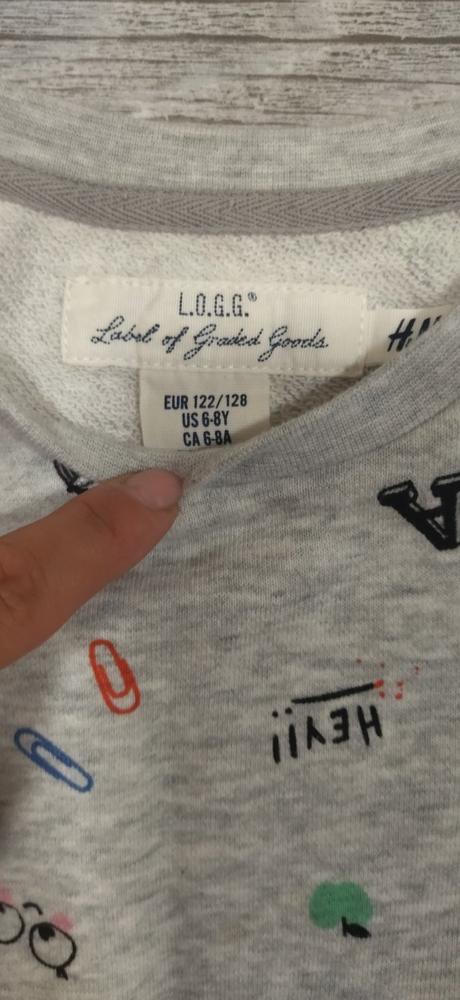 L.O.G.G.®
Label of Graded Goods
EUR 122/128
US 6-8Y
CA 6-8A
A
HEY!!